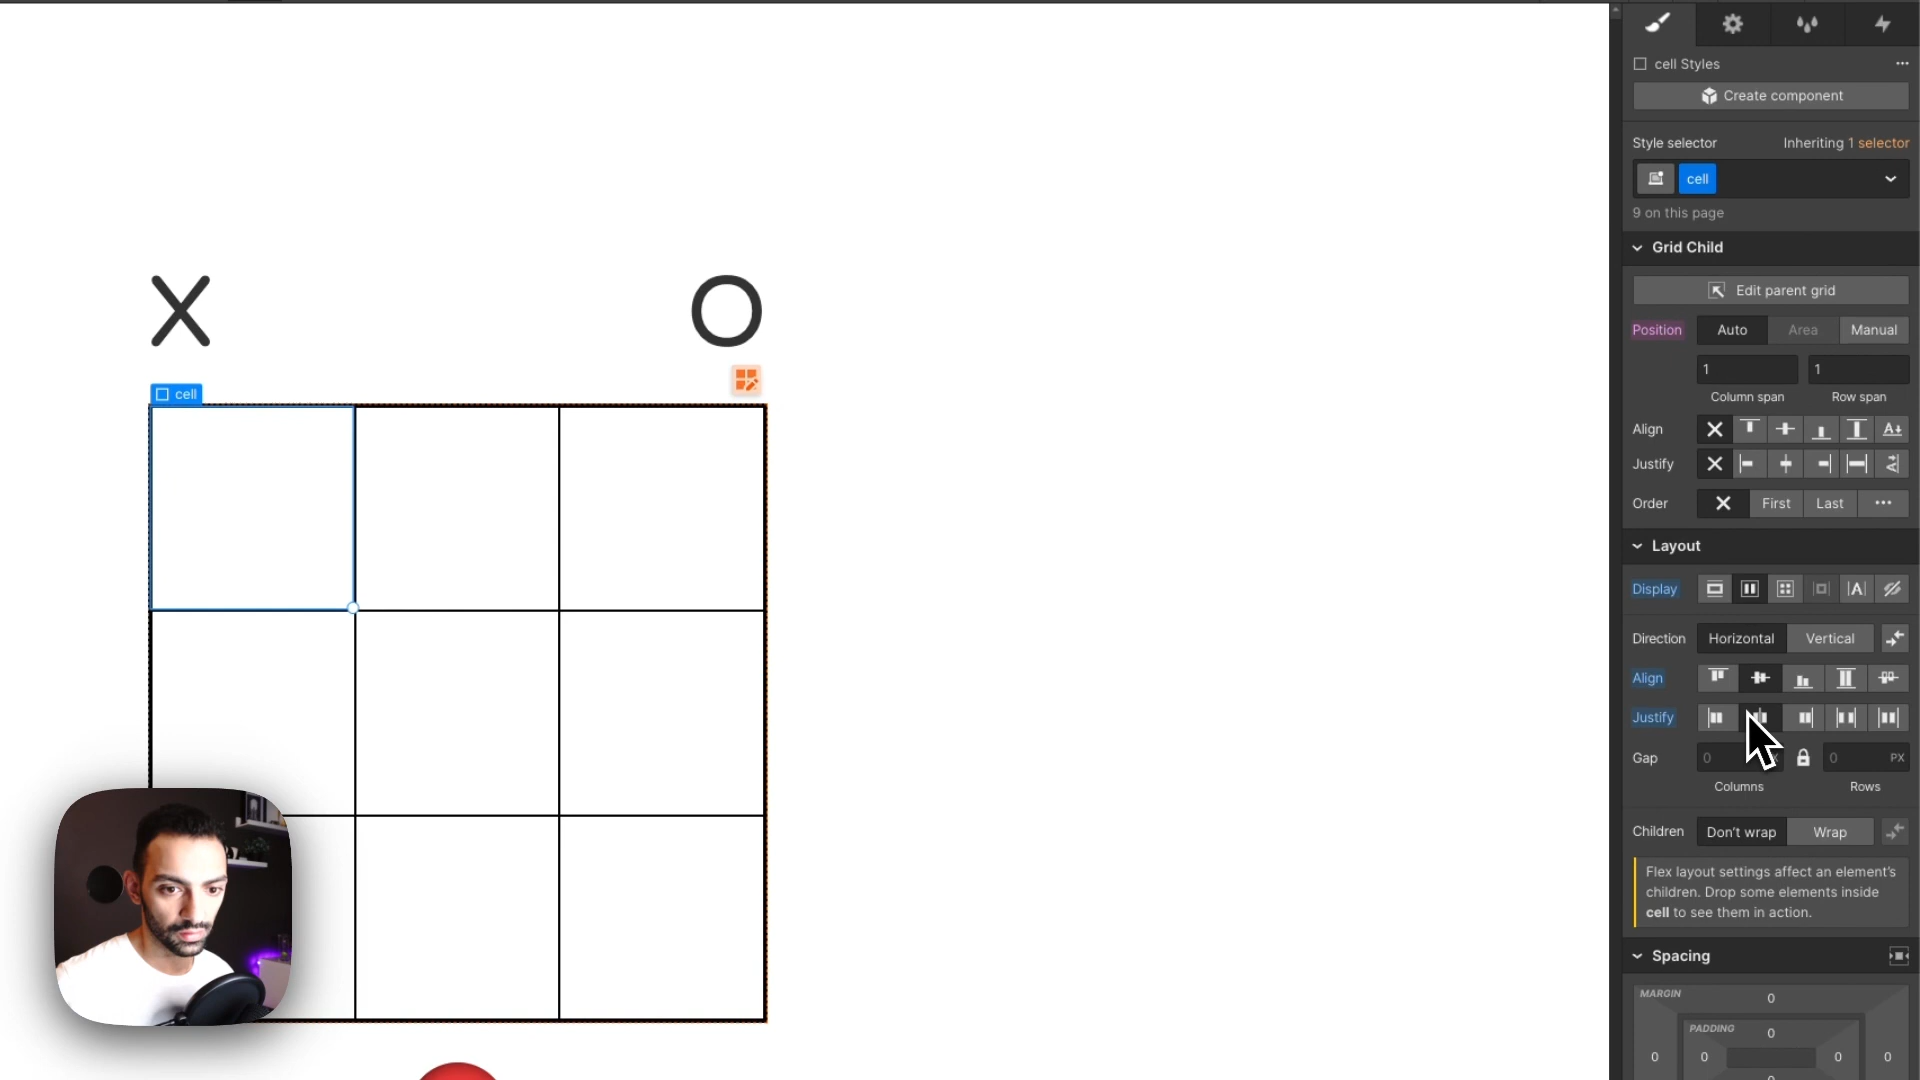 cell Styles
Create component
Style selector
Inheriting 1 selector
cell
9 on this page
Grid Child
Edit parent grid
Position
Auto
Area
Manual
1
1
Column span
Row span
Align
Justify
Order
First
Last
Layout
Display
Direction
Horizontal
Vertical
Align
Justify
Gap
0
0
PX
Columns
Rows
Children
Don't wrap
Wrap
Flex layout settings affect an element's
children. Drop some elements inside
cell to see them in action.
Spacing
MARGIN
0
PADDING
0
0
0
0
0
X
O
cell